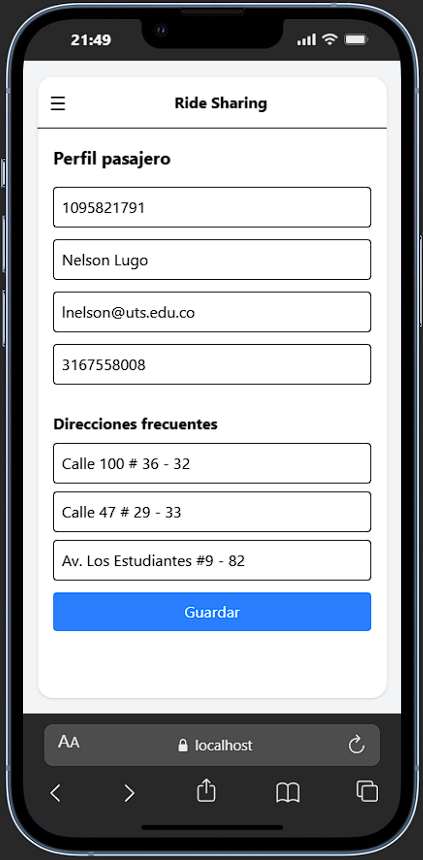 21:49
Ride Sharing
Perfil pasajero
1095821791
Nelson Lugo
lnelson@uts.edu.co
3167558008
Direcciones frecuentes
Calle 100 # 36 - 32
Calle 47 # 29 - 33
Av. Los Estudiantes #9 - 82
Guardar
AA localhost